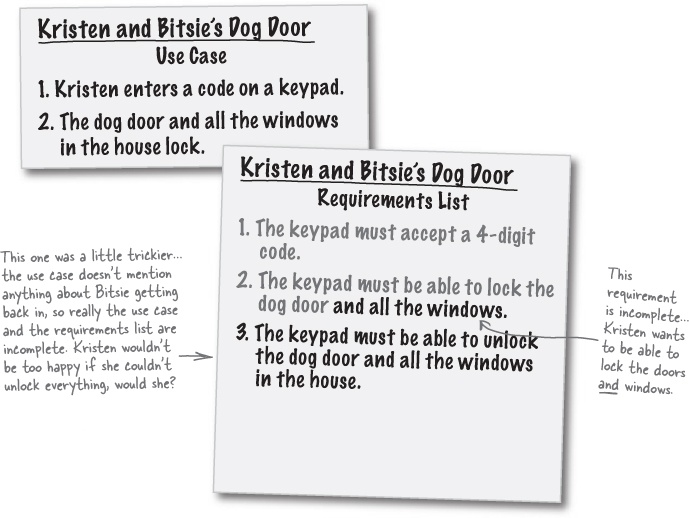 Kristen and Bitsie's Dog Door
Use Case
1. Kristen enters a code on a keypad.
2. The dog door and all the windows
in the house lock.
Kristen and Bitsie's Dog Door
Requirements List
1. The keypad must accept a 4-digit
code.
2. The keypad must be able to lock the
dog door and all the windows.
3. The keypad must be able to unlock
the dog door and all the windows
in the house.
This one was a little trickier...
the use case doesn't mention
anything about Bitsie getting
back in, so really the use case
and the requirements list are
incomplete. Kristen wouldn't
be too happy if she couldn't
unlock everything, would she?
This
requirement
is incomplete...
Kristen wants
to be able to
lock the doors
and windows.